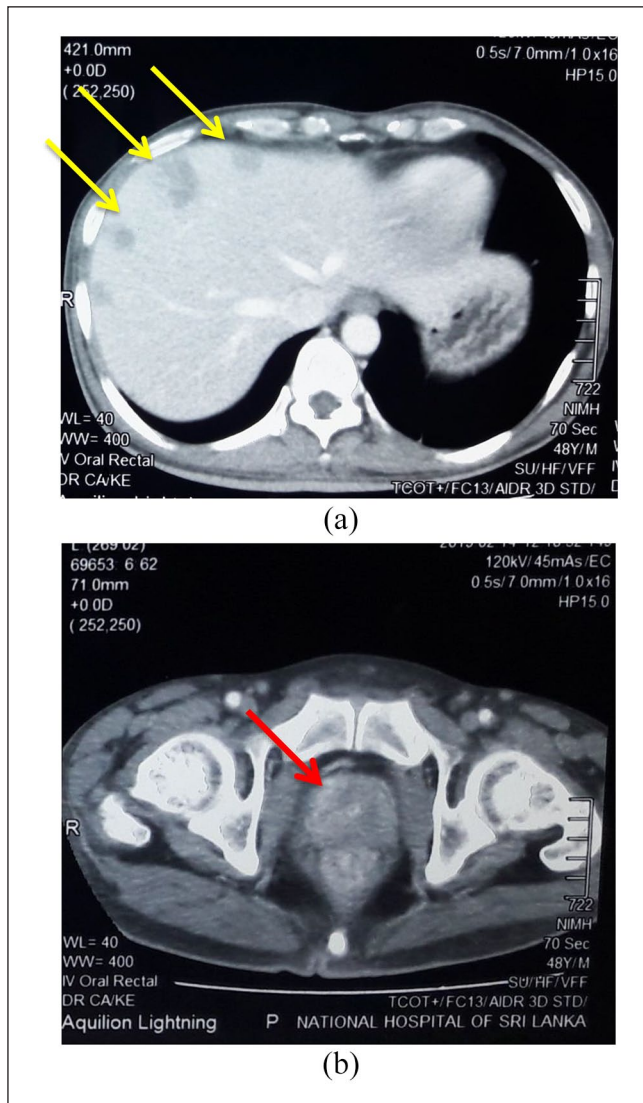 421.0mm
+0.0D
(252,250)
0.5s/7.0mm/1.0x16
HP15.0
R
722
NIMH
70 Sec
48Y/M
SU/HF/VFF
TCOT+/FC13/AIDR 3D STD/
WL= 40
WW= 400
IV Oral Rectal
DR CA/KE
(a)
69653 6 62
71.0mm
+0.0D
(252,250)
120kV/45mAs/EC
0.5s/7.0mm/1.0x16
HP15.0
R
722
NIMH
70 Sec
48Y/M
SU/HF/VFF
TCOT+/FC13/AIDR 3D STD/
WL= 40
WW= 400
IV Oral Rectal
DR CA/KE
Aquilion Lightning P NATIONAL HOSPITAL OF SRI LANKA
(b)